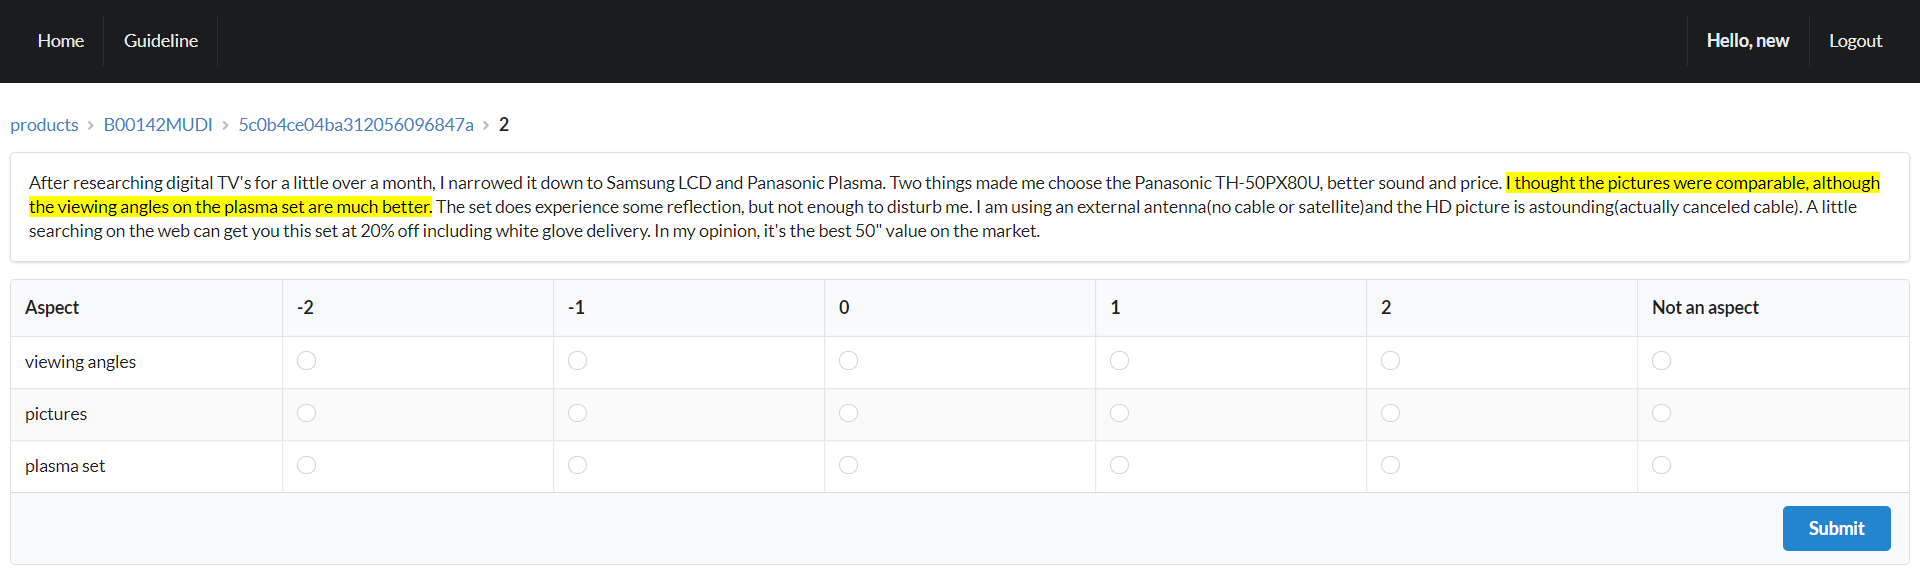 Home Guideline Hello, new Logout
products > B00142MUDI > 5c0b4ce04ba312056096847a > 2
After researching digital TV's for a little over a month, I narrowed it down to Samsung LCD and Panasonic Plasma. Two things made me choose the Panasonic TH-50PX80U, better sound and price. I thought the pictures were comparable, although
the viewing angles on the plasma set are much better. The set does experience some reflection, but not enough to disturb me. I am using an external antenna(no cable or satellite)and the HD picture is astounding(actually canceled cable). A little
searching on the web can get you this set at 20% off including white glove delivery. In my opinion, it's the best 50" value on the market.
Aspect -2 -1 0 1 2 Not an aspect
viewing angles
pictures
plasma set
Submit